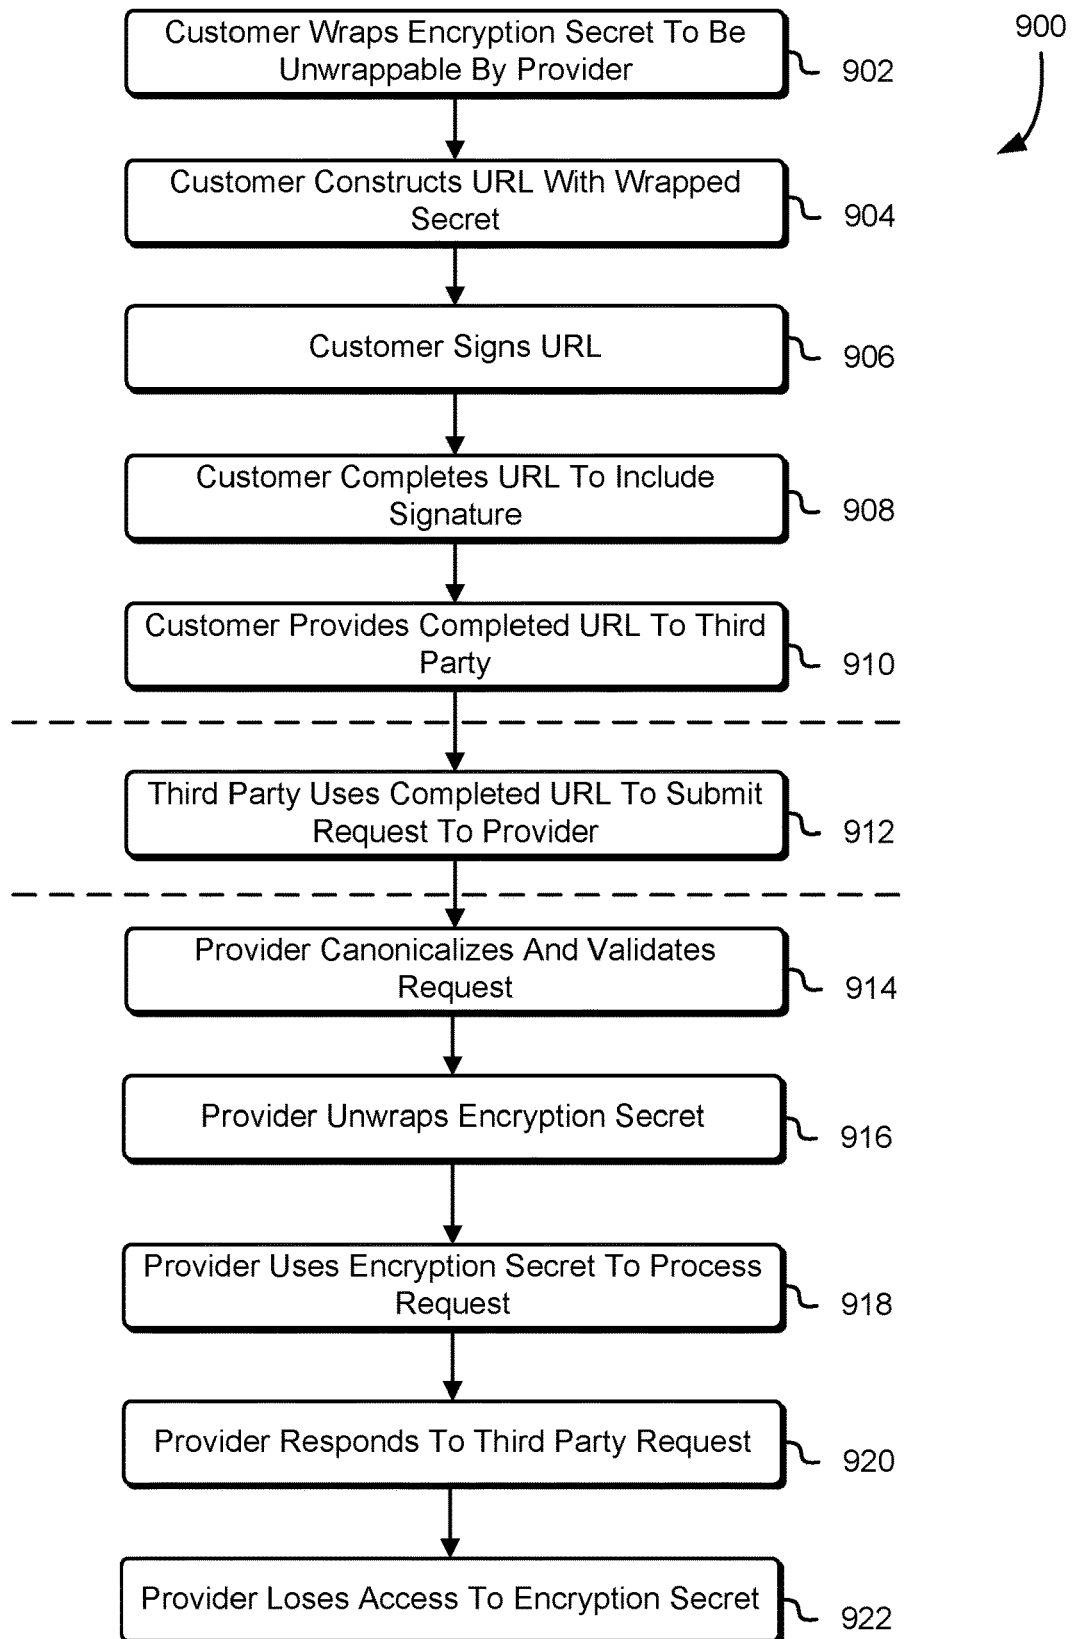 900
Customer Wraps Encryption Secret To Be
Unwrappable By Provider
902
Customer Constructs URL With Wrapped
Secret
904
Customer Signs URL
906
Customer Completes URL To Include
Signature
908
Customer Provides Completed URL To Third
Party
910
Third Party Uses Completed URL To Submit
Request To Provider
912
Provider Canonicalizes And Validates
Request
914
Provider Unwraps Encryption Secret
916
Provider Uses Encryption Secret To Process
Request
918
Provider Responds To Third Party Request
920
Provider Loses Access To Encryption Secret
922